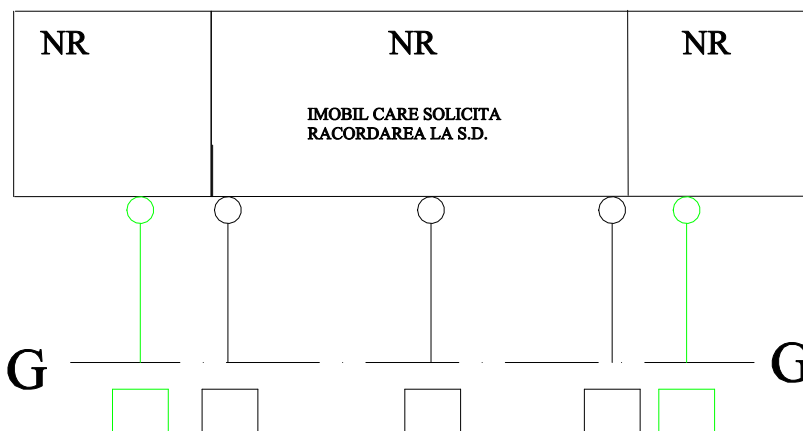 NR NR NR
IMOBIL CARE SOLICITA
RACORDAREA LA S.D.
G G